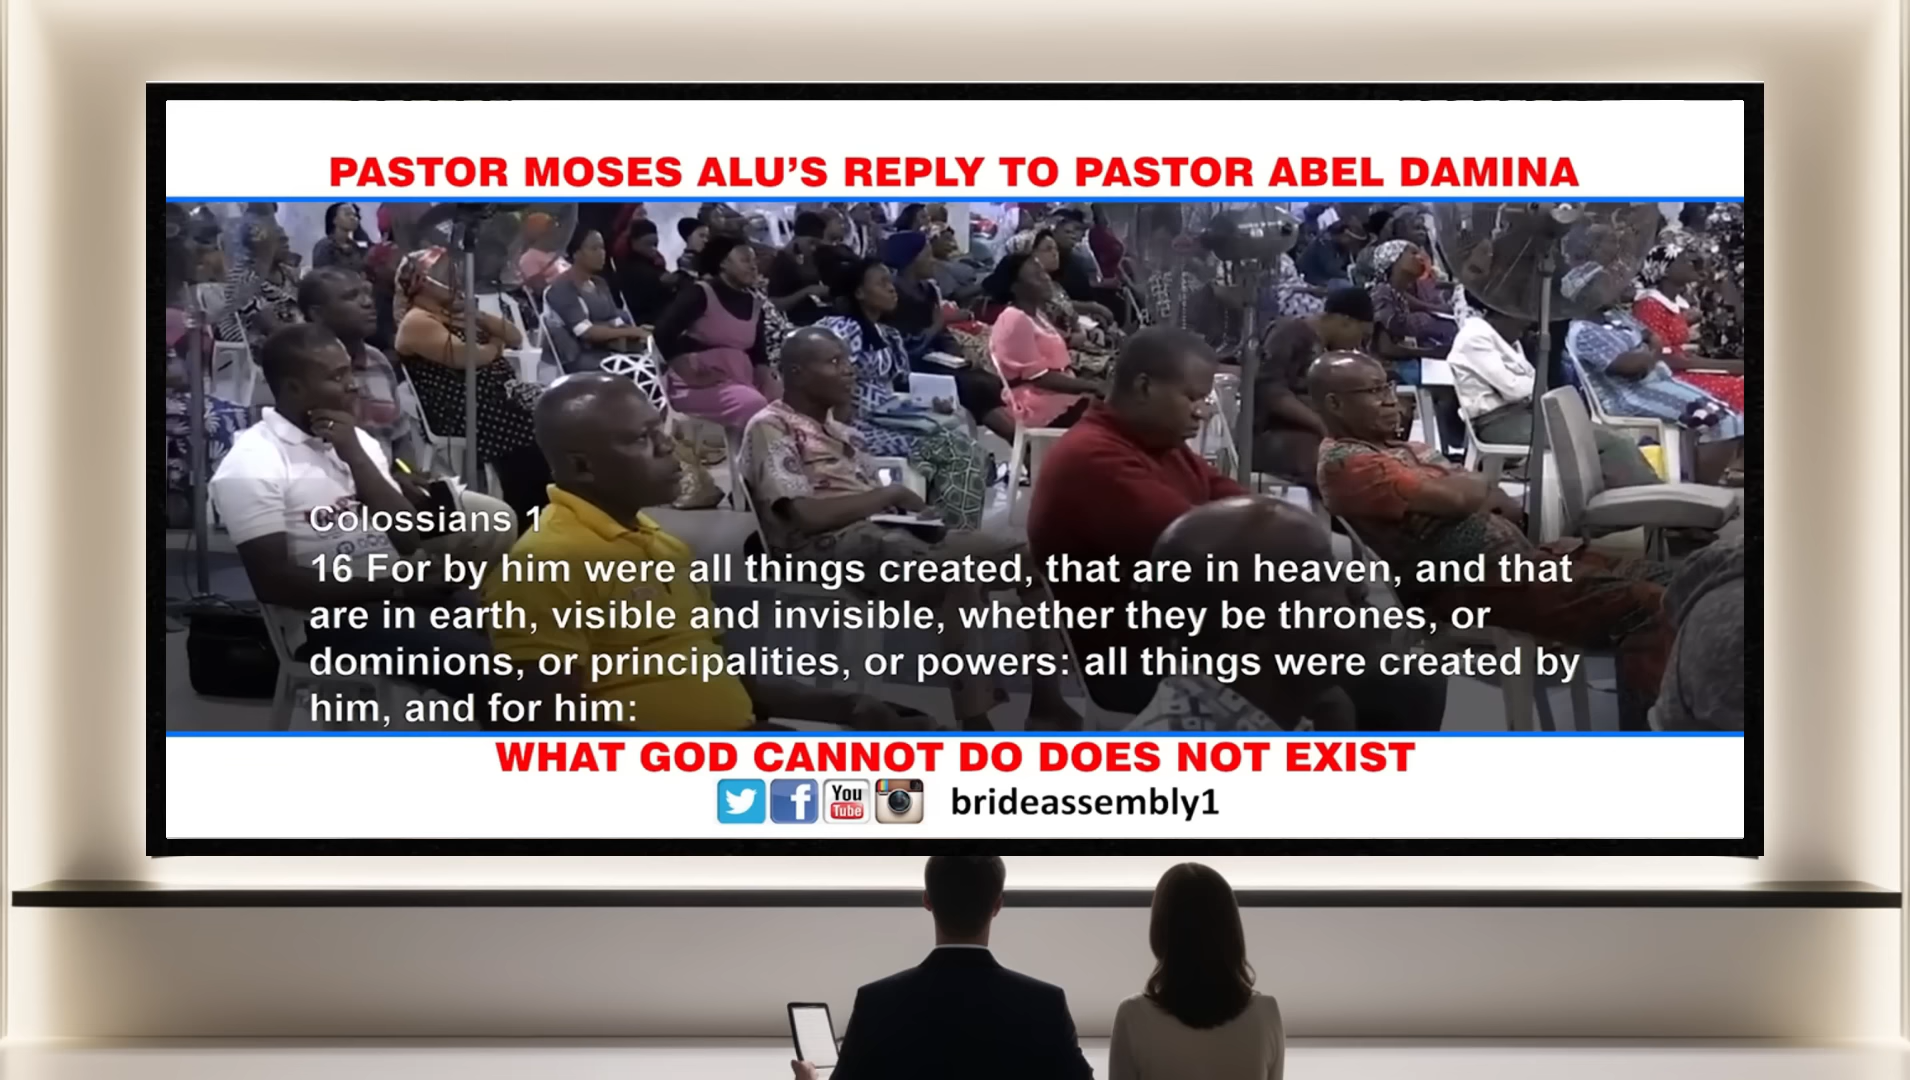 PASTOR MOSES ALU'S REPLY TO PASTOR ABEL DAMINA
Colossians 1
16 For by him were all things created, that are in heaven, and that
are in earth, visible and invisible, whether they be thrones, or
dominions, or principalities, or powers: all things were created by
him, and for him:
WHAT GOD CANNOT DO DOES NOT EXIST
You
Tube
brideassembly1